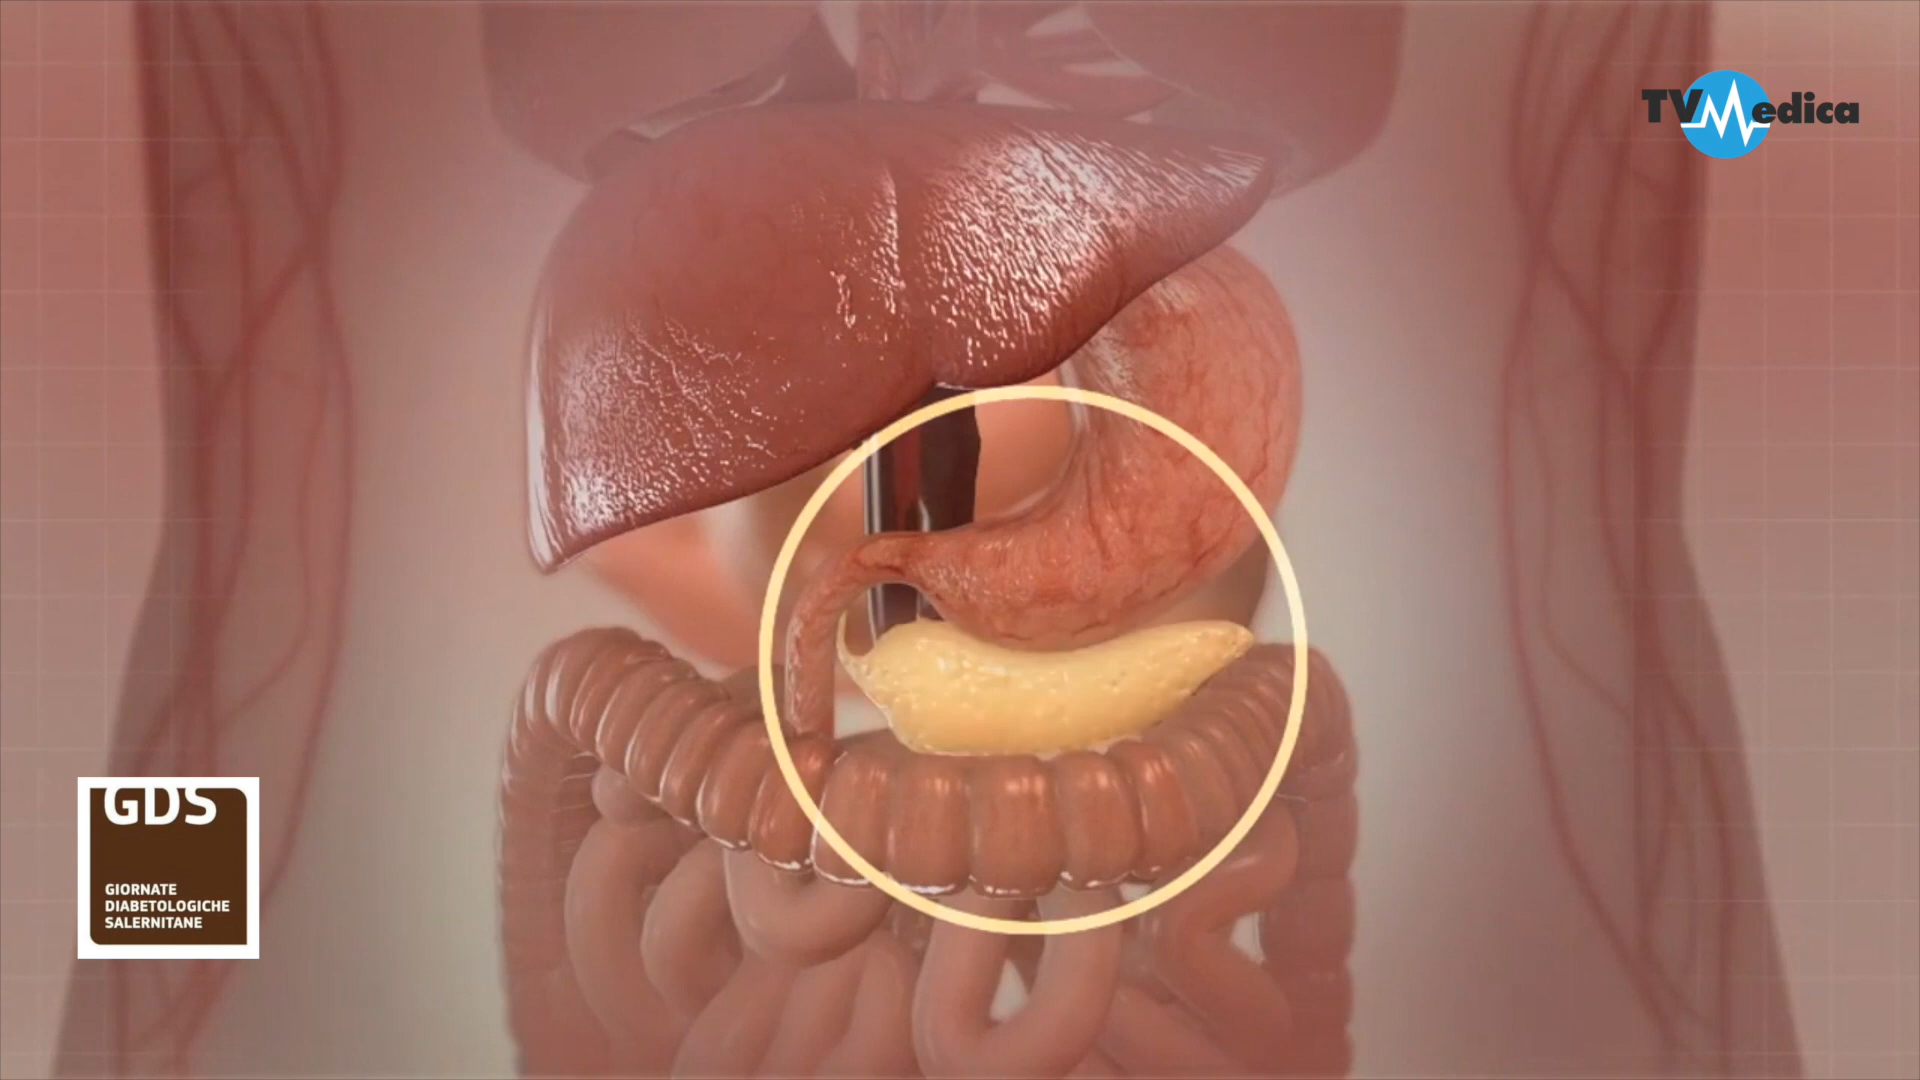 TVMedica
GDS
GIORNATE
DIABETOLOGICHE
SALERNITANE